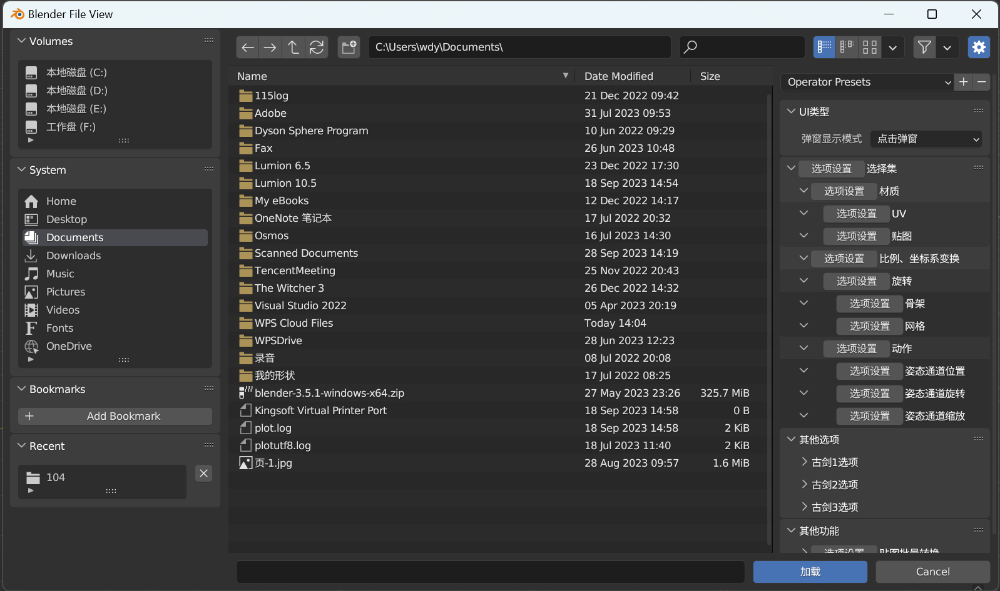 Blender File View
Volumes
本地磁盘 (C:)
本地磁盘 (D:)
本地磁盘 (E:)
工作盘 (F:)
System
Home
Desktop
Documents
Downloads
Music
Pictures
Videos
Fonts
OneDrive
Bookmarks
Add Bookmark
Recent
104
C:\Users\wdy\Documents\
Name Date Modified Size
115log 21 Dec 2022 09:42
Adobe 31 Jul 2023 09:53
Dyson Sphere Program 10 Jun 2022 09:29
Fax 26 Jun 2023 10:48
Lumion 6.5 23 Dec 2022 17:30
Lumion 10.5 18 Sep 2023 14:54
My eBooks 12 Dec 2022 14:17
OneNote 笔记本 17 Jul 2022 20:32
Osmos 16 Jul 2023 14:30
Scanned Documents 28 Sep 2023 14:19
TencentMeeting 25 Nov 2022 20:43
The Witcher 3 26 Dec 2022 14:32
Visual Studio 2022 05 Apr 2023 20:19
WPS Cloud Files Today 14:04
WPSDrive 28 Jun 2023 12:23
录音 08 Jul 2022 20:08
我的形状 17 Jul 2022 08:25
blender-3.5.1-windows-x64.zip 27 May 2023 23:26 325.7 MiB
Kingsoft Virtual Printer Port 18 Sep 2023 14:58 0 B
plot.log 18 Sep 2023 14:58 2 KiB
plotutf8.log 18 Jul 2023 11:40 2 KiB
页-1.jpg 28 Aug 2023 09:57 1.6 MiB
Operator Presets
UI类型
弹窗显示模式 点击弹窗
选项设置 选择集
选项设置 材质
选项设置 UV
选项设置 贴图
选项设置 比例、坐标系变换
选项设置 旋转
选项设置 骨架
选项设置 网格
选项设置 动作
选项设置 姿态通道位置
选项设置 姿态通道旋转
选项设置 姿态通道缩放
其他选项
古剑1选项
古剑2选项
古剑3选项
其他功能
选项设置 贴图批量转换
加载 Cancel